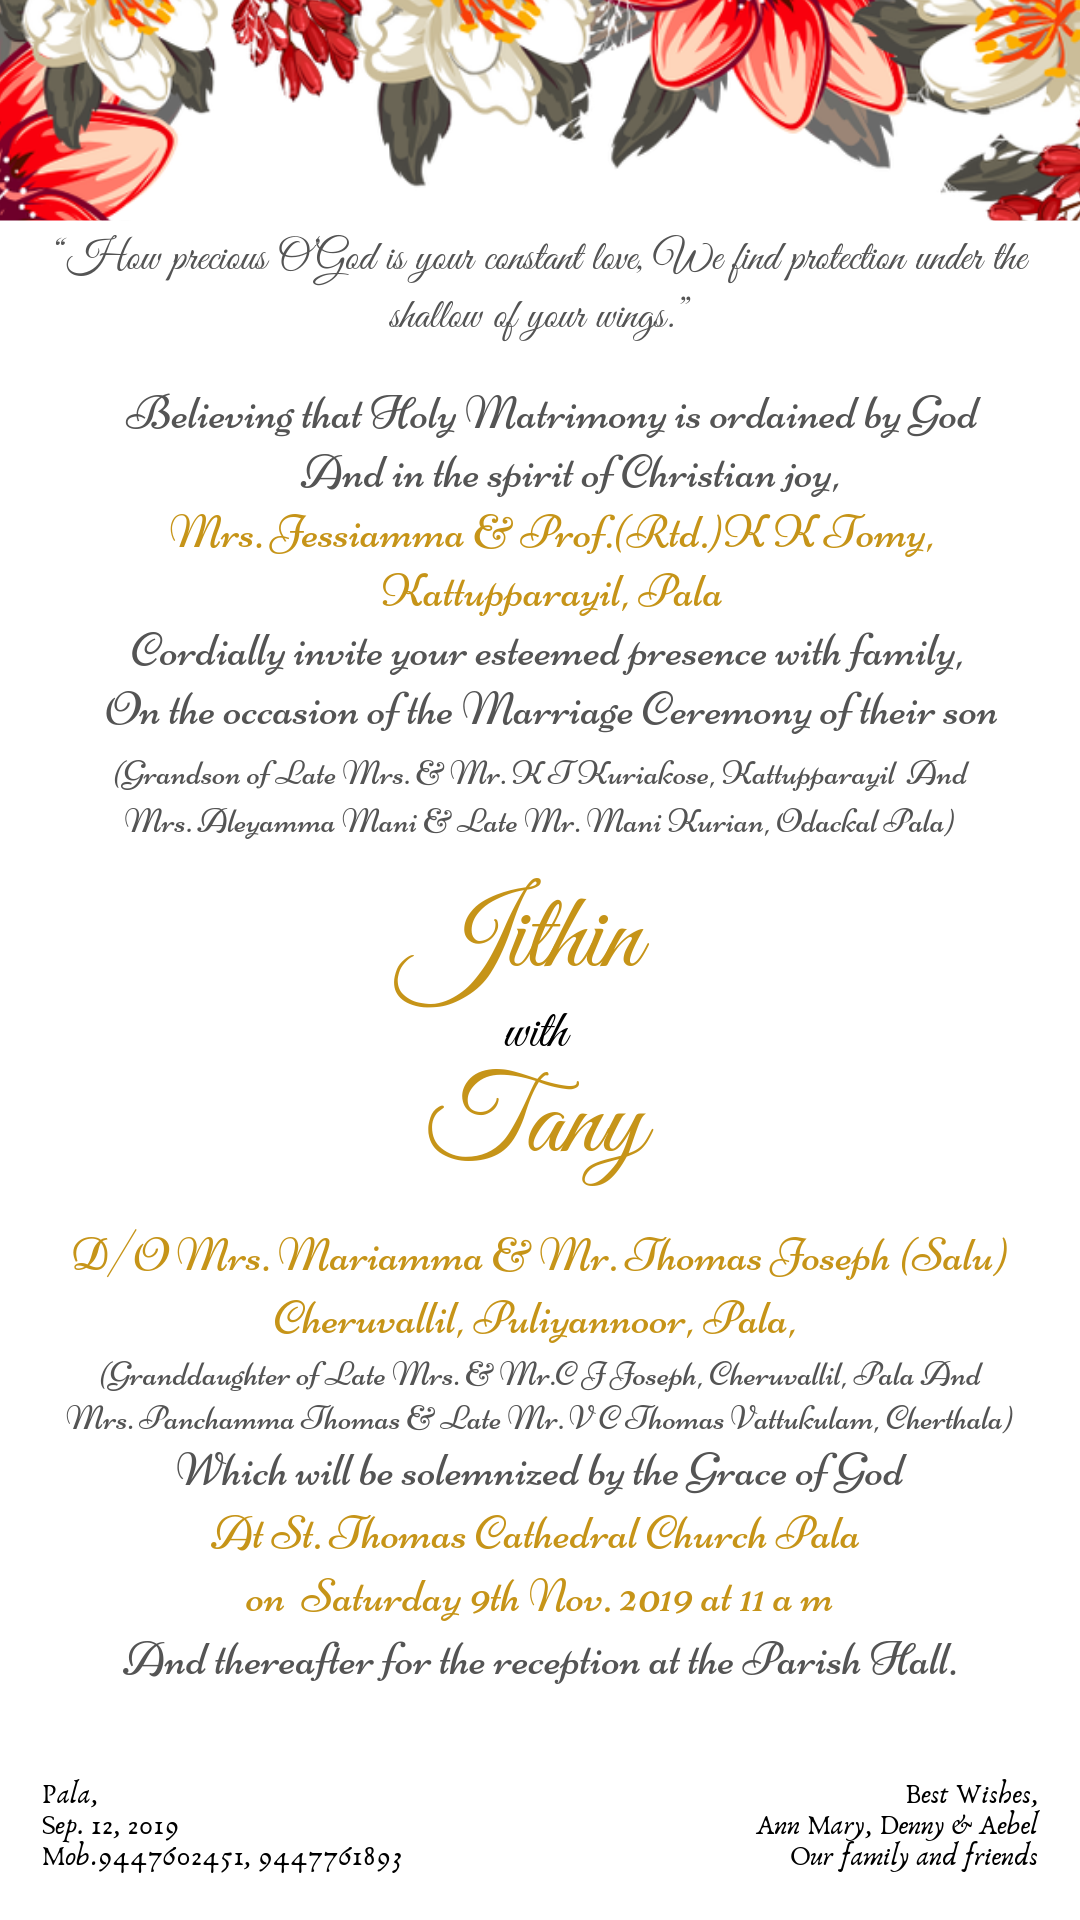 “How precious O'God is your constant love, We find protection under the
shallow of your wings.”
Believing that Holy Matrimony is ordained by God
And in the spirit of Christian joy,
Mrs. Jessiamma & Prof.(Rtd.)K K Tomy,
Kattupparayil, Pala
Cordially invite your esteemed presence with family,
On the occasion of the Marriage Ceremony of their son
(Grandson of Late Mrs. & Mr. K T Kuriakose, Kattupparayil And
Mrs. Aleyamma Mani & Late Mr. Mani Kurian, Odackal Pala)
Jithin
with
Tany
D/O Mrs. Mariamma & Mr. Thomas Joseph (Salu)
Cheruvallil, Puliyannoor, Pala,
(Granddaughter of Late Mrs. & Mr.C J Joseph, Cheruvallil, Pala And
Mrs. Panchamma Thomas & Late Mr. V C Thomas Vattukulam, Cherthala)
Which will be solemnized by the Grace of God
At St. Thomas Cathedral Church Pala
on Saturday 9th Nov. 2019 at 11 a m
And thereafter for the reception at the Parish Hall.
Pala,
Sep. 12, 2019
Mob.9447602451, 9447761893
Best Wishes,
Ann Mary, Denny & Aebel
Our family and friends